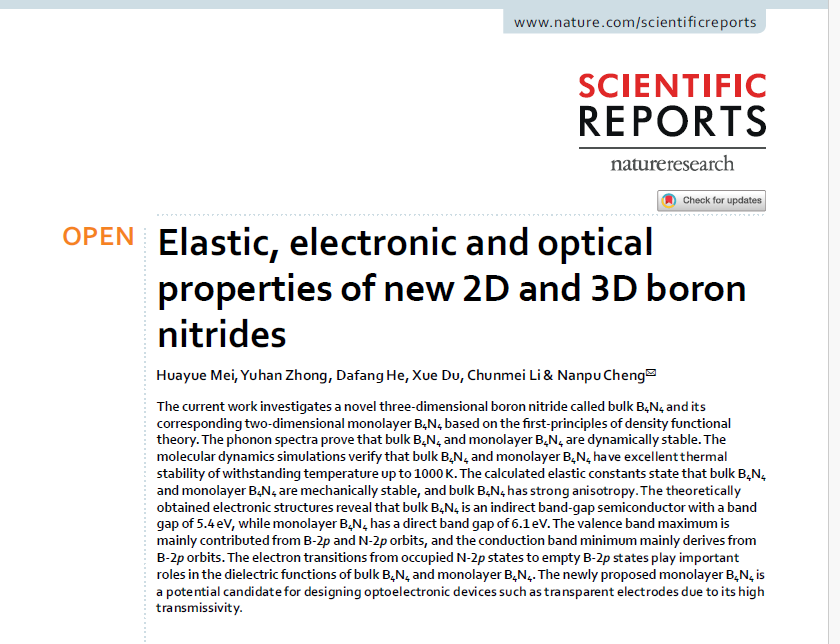 www.nature.com/scientificreports
SCIENTIFIC
REPORTS
natureresearch
Check for updates
OPEN
Elastic, electronic and optical
properties of new 2D and 3D boron
nitrides
Huayue Mei, Yuhan Zhong, Dafang He, Xue Du, Chunmei Li & Nanpu Cheng✉
The current work investigates a novel three-dimensional boron nitride called bulk B₄N₄ and its
corresponding two-dimensional monolayer B₄N₄ based on the first-principles of density functional
theory. The phonon spectra prove that bulk B₄N₄ and monolayer B₄N₄ are dynamically stable. The
molecular dynamics simulations verify that bulk B₄N₄ and monolayer B₄N₄ have excellent thermal
stability of withstanding temperature up to 1000 K. The calculated elastic constants state that bulk B₄N₄
and monolayer B₄N₄ are mechanically stable, and bulk B₄N₄ has strong anisotropy. The theoretically
obtained electronic structures reveal that bulk B₄N₄ is an indirect band-gap semiconductor with a band
gap of 5.4 eV, while monolayer B₄N₄ has a direct band gap of 6.1 eV. The valence band maximum is
mainly contributed from B-2p and N-2p orbits, and the conduction band minimum mainly derives from
B-2p orbits. The electron transitions from occupied N-2p states to empty B-2p states play important
roles in the dielectric functions of bulk B₄N₄ and monolayer B₄N₄. The newly proposed monolayer B₄N₄ is
a potential candidate for designing optoelectronic devices such as transparent electrodes due to its high
transmissivity.